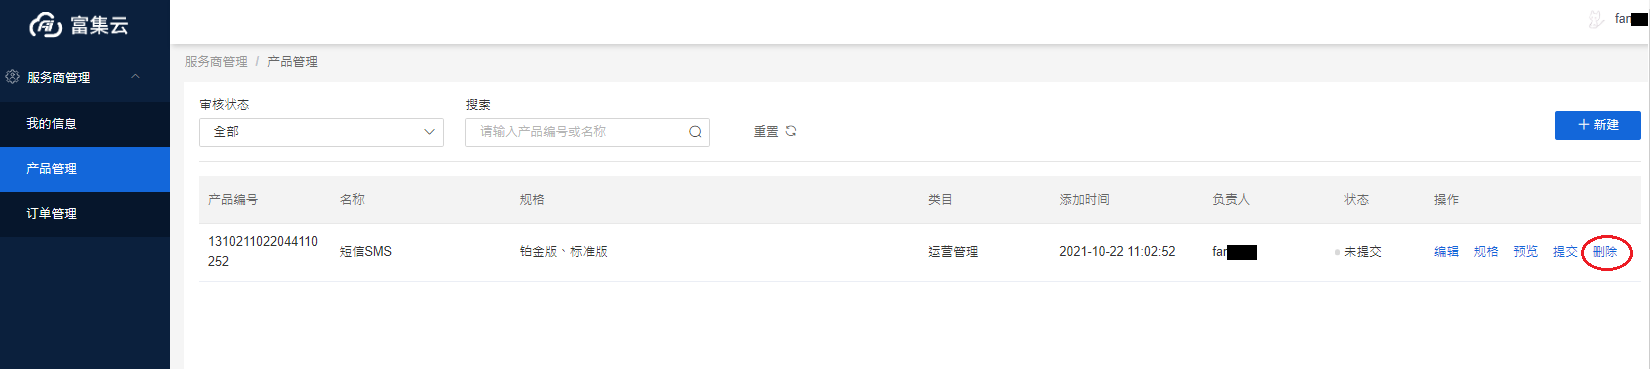 富集云
far
服务商管理
服务商管理 / 产品管理
我的信息
产品管理
订单管理
审核状态
搜索
全部
请输入产品编号或名称
重置
新建
产品编号 名称 规格 类目 添加时间 负责人 状态 操作
1310211022044110
252
短信SMS 铂金版、标准版 运营管理 2021-10-22 11:02:52 far 未提交 编辑 规格 预览 提交 删除